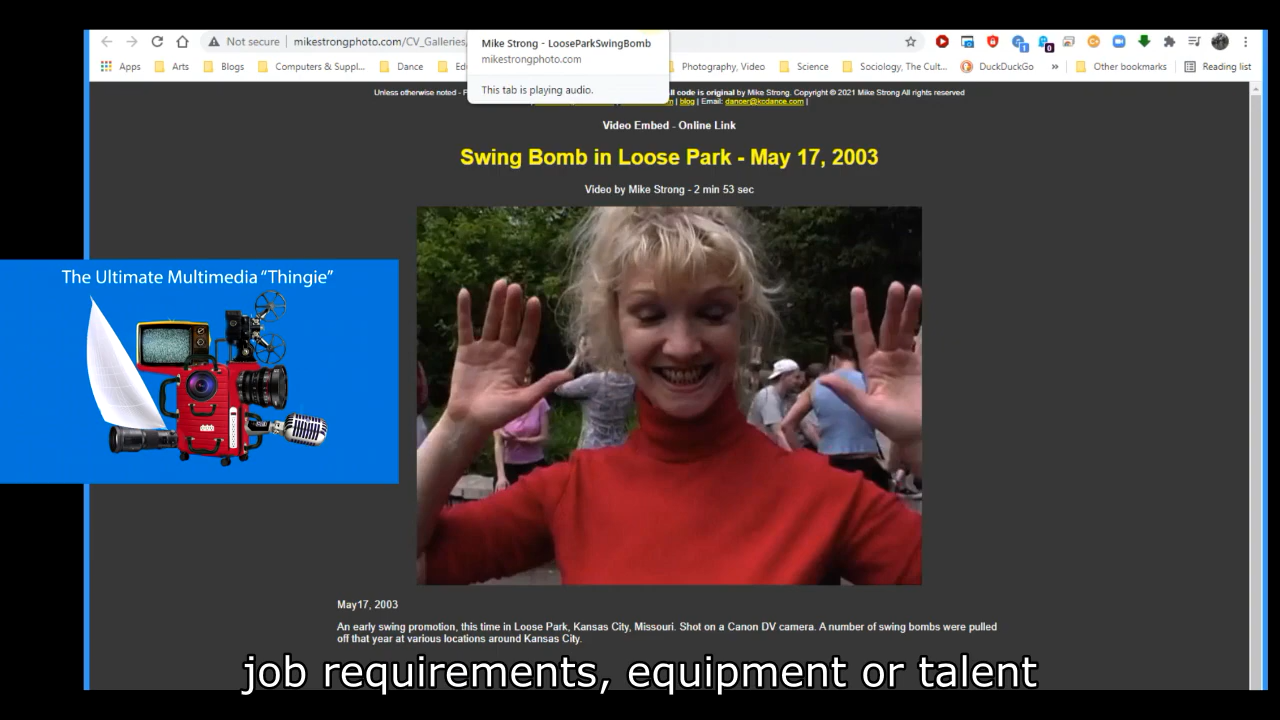 Not secure | mikestrongphoto.com/CV_Galleries,
Mike Strong - LooseParkSwingBomb
mikestrongphoto.com
This tab is playing audio.
Apps Arts Blogs Computers & Suppl... Dance Photography, Video Science Sociology, The Cult... DuckDuckGo » Other bookmarks Reading list
Unless otherwise noted - code is original by Mike Strong. Copyright © 2021 Mike Strong All rights reserved
| blog | Email: dancer@kcdance.com |
Video Embed - Online Link
Swing Bomb in Loose Park - May 17, 2003
Video by Mike Strong - 2 min 53 sec
The Ultimate Multimedia “Thingie”
May17, 2003
An early swing promotion, this time in Loose Park, Kansas City, Missouri. Shot on a Canon DV camera. A number of swing bombs were pulled
off that year at various locations around Kansas City.
job requirements, equipment or talent